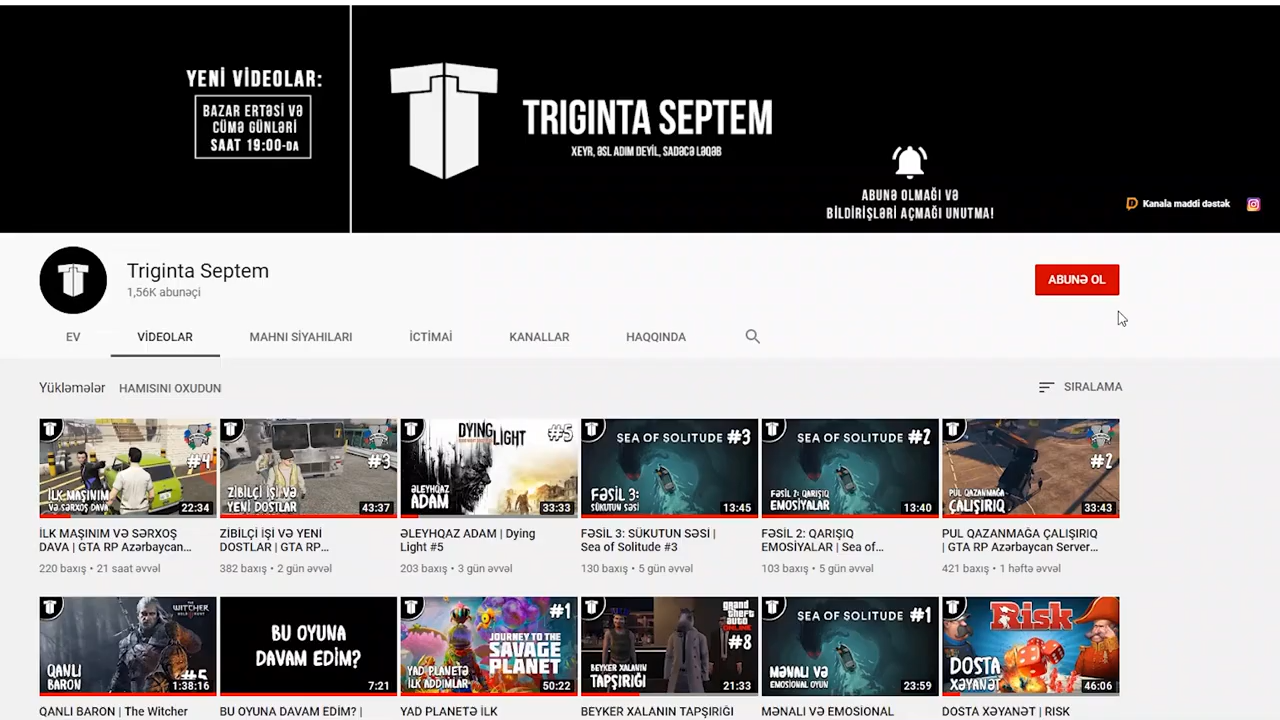 YENİ VİDEOLAR:
BAZAR ERTƏSİ VƏ
CÜMƏ GÜNLƏRİ
SAAT 19:00-DA
TRIGINTA SEPTEM
XEYR, ƏSL ADIM DEYİL, SADƏCƏ LƏQƏB
ABUNƏ OLMAĞI VƏ
BİLDİRİŞLƏRİ AÇMAĞI UNUTMA!
Kanala maddi dəstək
Triginta Septem
1,56K abunəçi
ABUNƏ OL
EV VİDEOLAR MAHNI SİYAHILARI İCTİMAİ KANALLAR HAQQINDA
Yükləmələr HAMISINI OXUDUN SIRALAMA
#4
İLK MAŞINIM
VƏ SƏRXOŞ DAVA
22:34
#3
ZİBİLÇİ İŞİ VƏ
YENİ DOSTLAR
43:37
DYING LIGHT
#5
ƏLEYHQAZ
ADAM
33:33
SEA OF SOLITUDE #3
FƏSİL 3:
SÜKUTUN SƏSİ
13:45
SEA OF SOLITUDE #2
FƏSİL 2: QARIŞIQ
EMOSİYALAR
13:40
#2
PUL QAZANMAĞA
ÇALIŞIRIQ
33:43
İLK MAŞINIM VƏ SƏRXOŞ
DAVA | GTA RP Azərbaycan...
220 baxış • 21 saat əvvəl
ZİBİLÇİ İŞİ VƏ YENİ
DOSTLAR | GTA RP...
382 baxış • 2 gün əvvəl
ƏLEYHQAZ ADAM | Dying
Light #5
203 baxış • 3 gün əvvəl
FƏSİL 3: SÜKUTUN SƏSİ |
Sea of Solitude #3
130 baxış • 5 gün əvvəl
FƏSİL 2: QARIŞIQ
EMOSİYALAR | Sea of...
103 baxış • 5 gün əvvəl
PUL QAZANMAĞA ÇALIŞIRIQ
| GTA RP Azərbaycan Server...
421 baxış • 1 həftə əvvəl
THE WITCHER
QANLI
BARON
#5
1:38:16
BU OYUNA
DAVAM EDİM?
7:21
#1
JOURNEY TO THE
SAVAGE
PLANET
YAD PLANETƏ
İLK ADDIMLAR
50:22
grand
theft
auto
ONLINE
#8
BEYKER XALANIN
TAPŞIRIĞI
21:33
SEA OF SOLITUDE #1
MƏNALI VƏ
EMOSIONAL OYUN
23:59
RISK
DOSTA
XƏYANƏT
46:06
QANLI BARON | The Witcher
BU OYUNA DAVAM EDİM? |
YAD PLANETƏ İLK
BEYKER XALANIN TAPŞIRIĞI
MƏNALI VƏ EMOSİONAL
DOSTA XƏYANƏT | RISK